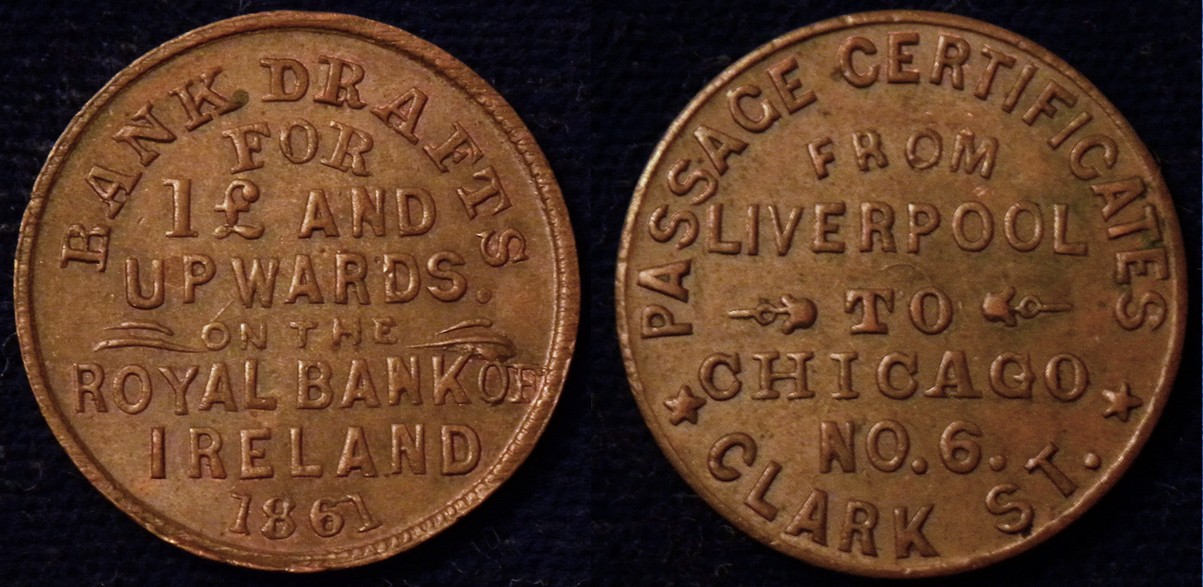 BANK DRAFTS
FOR
1£ AND
UPWARDS.
ON THE
ROYAL BANK OF
IRELAND
1861
PASSAGE CERTIFICATES
FROM
LIVERPOOL
TO
CHICAGO
NO. 6.
CLARK ST.